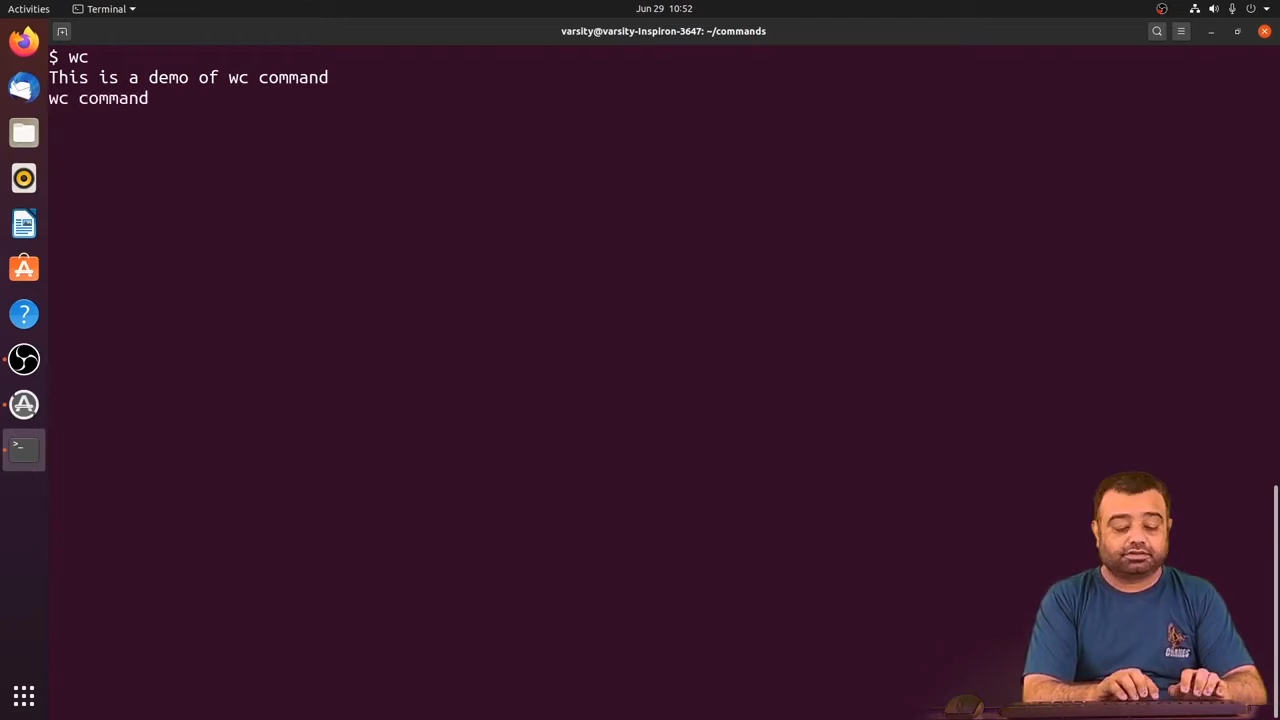 Activities
Terminal
Jun 29 10:52
varsity@varsity-Inspiron-3647: ~/commands
$ wc
This is a demo of wc command
wc command